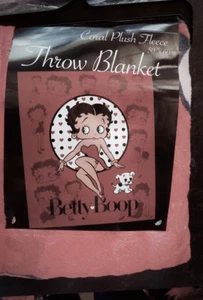 Coral Plush Fleece
Throw Blanket
Betty Boop